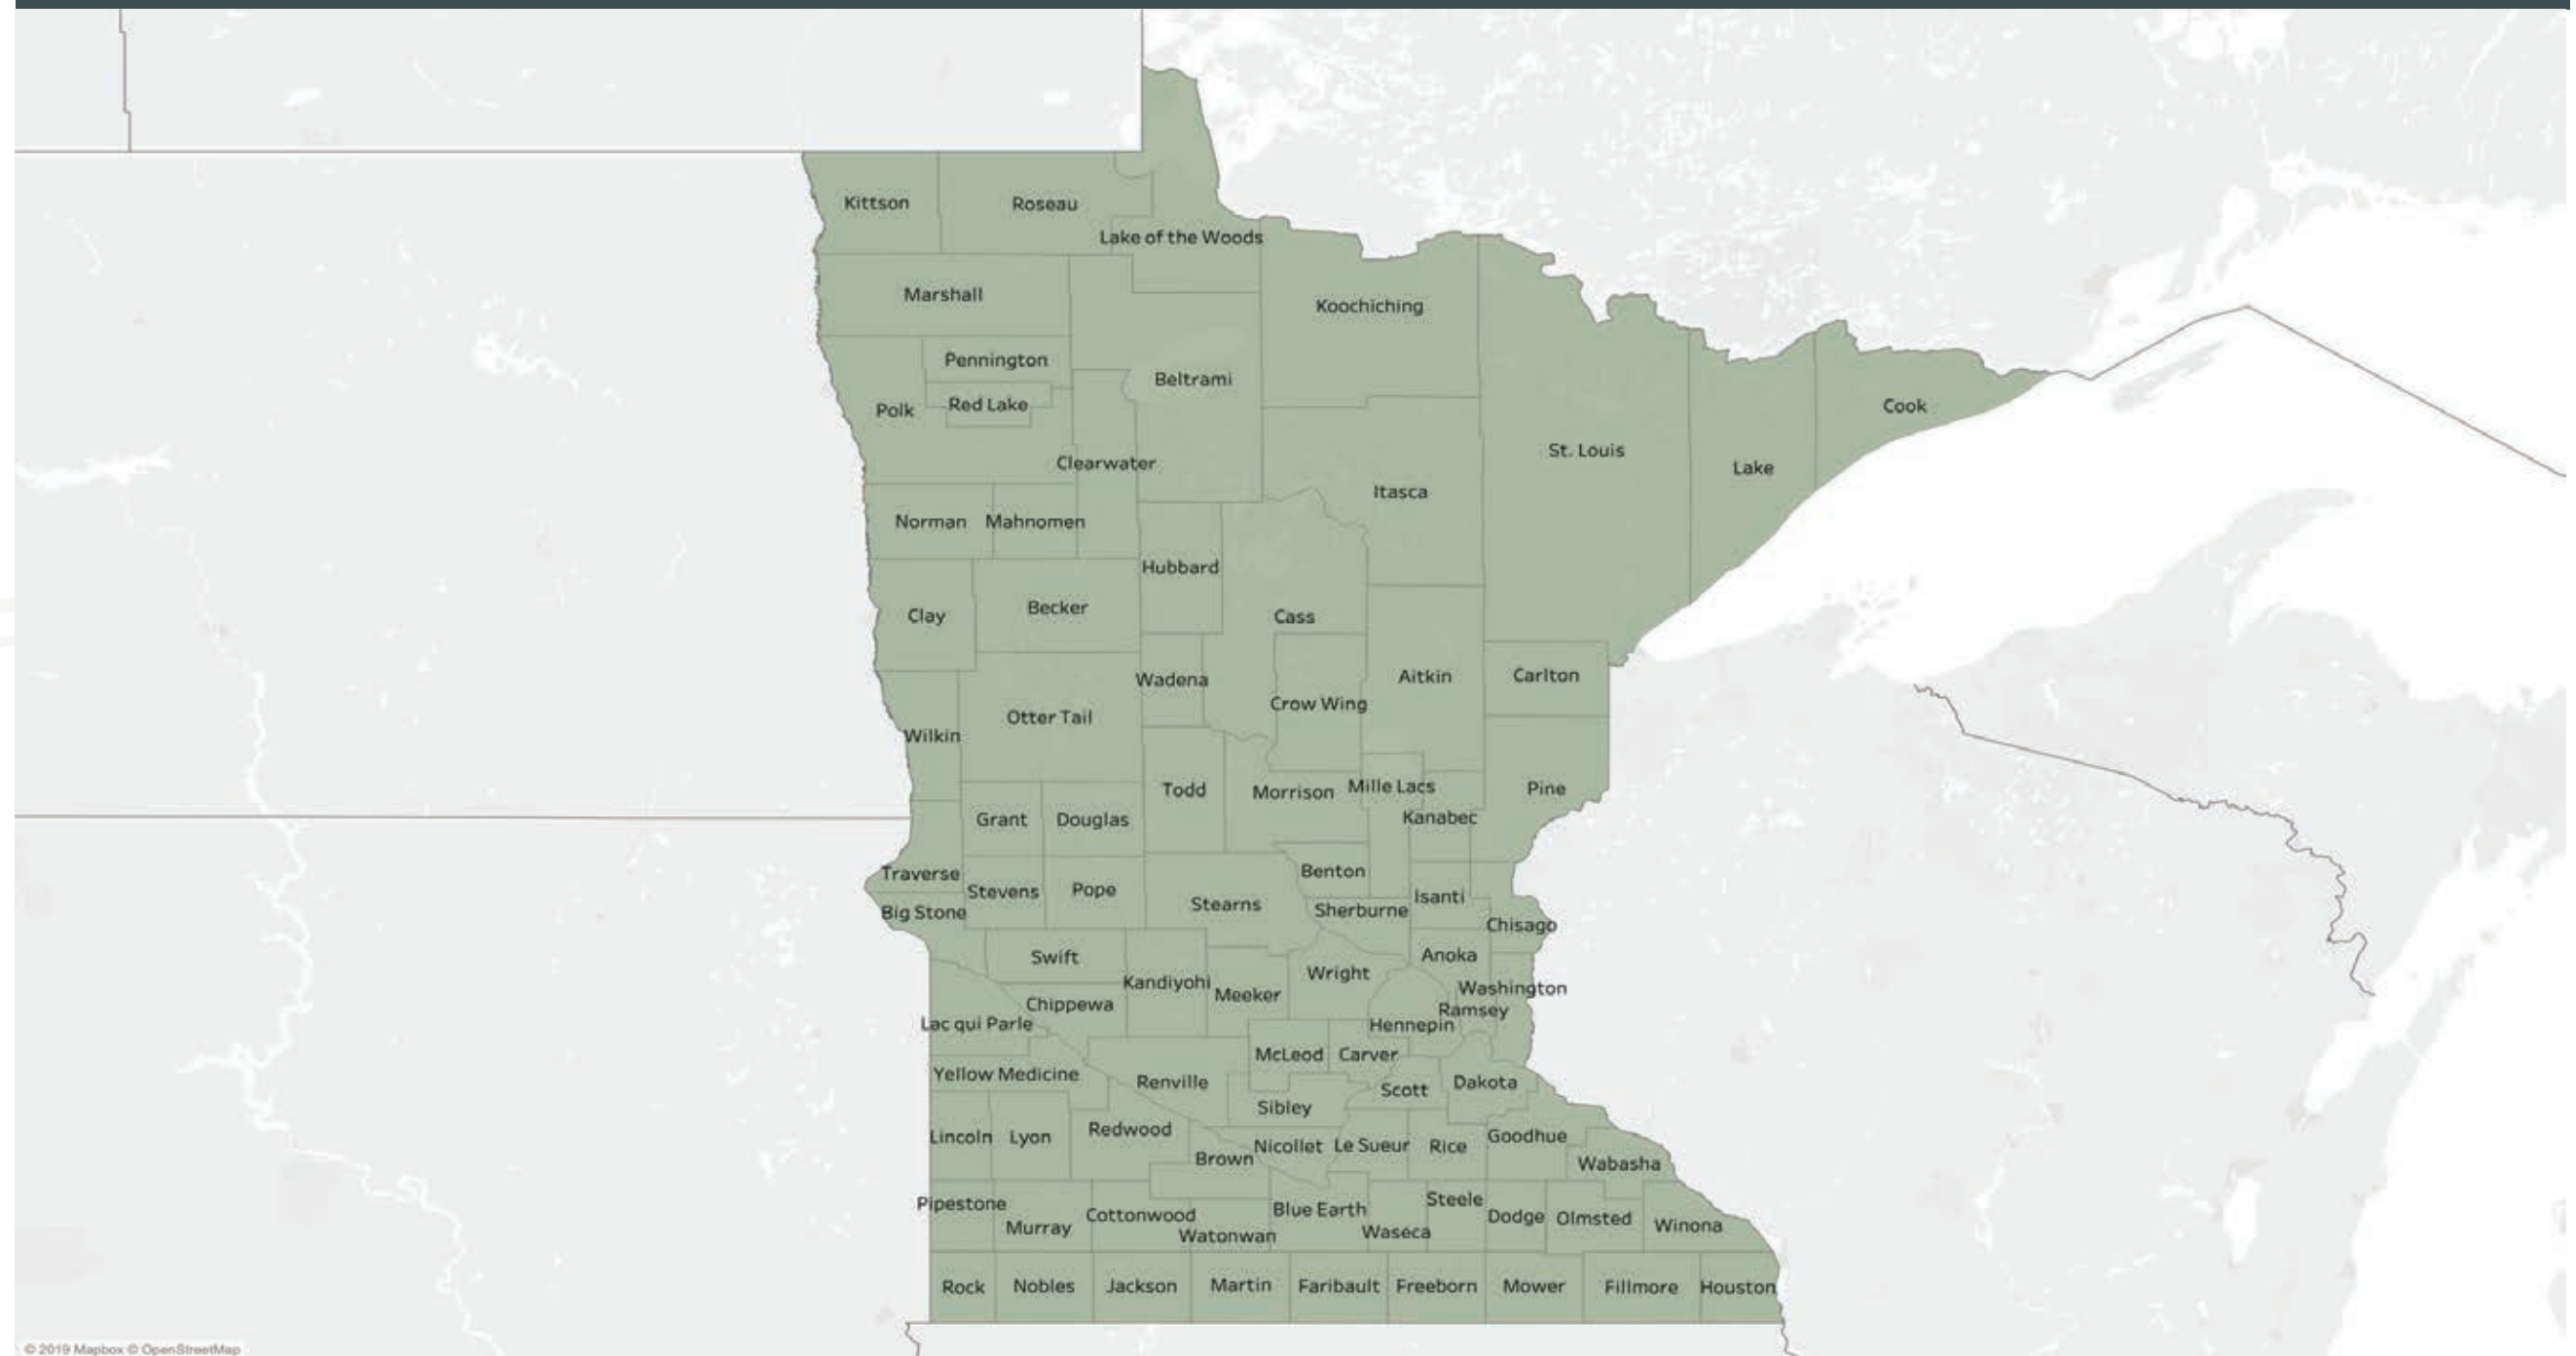 Kittson
Roseau
Lake of the Woods
Marshall
Koochiching
Pennington
Beltrami
Red Lake
Polk
Cook
St. Louis
Clearwater
Lake
Itasca
Norman
Mahnomen
Hubbard
Becker
Clay
Cass
Wadena
Aitkin
Carlton
Crow Wing
Otter Tail
Wilkin
Todd
Morrison
Mille Lacs
Pine
Grant
Douglas
Kanabec
Traverse
Stevens
Pope
Benton
Isanti
Big Stone
Stearns
Sherburne
Chisago
Swift
Anoka
Kandiyohi
Wright
Meeker
Washington
Chippewa
Ramsey
Lac qui Parle
Hennepin
McLeod
Carver
Yellow Medicine
Renville
Scott
Dakota
Sibley
Lincoln
Lyon
Redwood
Nicollet
Le Sueur
Rice
Goodhue
Brown
Wabasha
Pipestone
Steele
Murray
Cottonwood
Blue Earth
Dodge
Olmsted
Winona
Watonwan
Waseca
Rock
Nobles
Jackson
Martin
Faribault
Freeborn
Mower
Fillmore
Houston
© 2019 Mapbox © OpenStreetMap